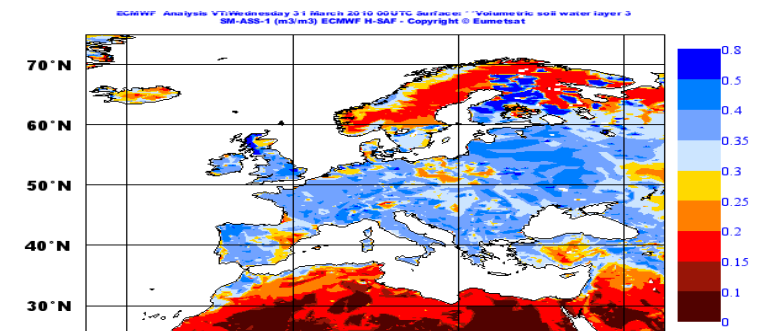 ECMWF Analysis VT:Wednesday 31 March 2010 00UTC Surface: **Volumetric soil water layer 3
SM-ASS-1 (m3/m3) ECMWF H-SAF - Copyright © Eumetsat
70°N
60°N
50°N
40°N
30°N
0.8
0.5
0.4
0.35
0.3
0.25
0.2
0.15
0.1
0